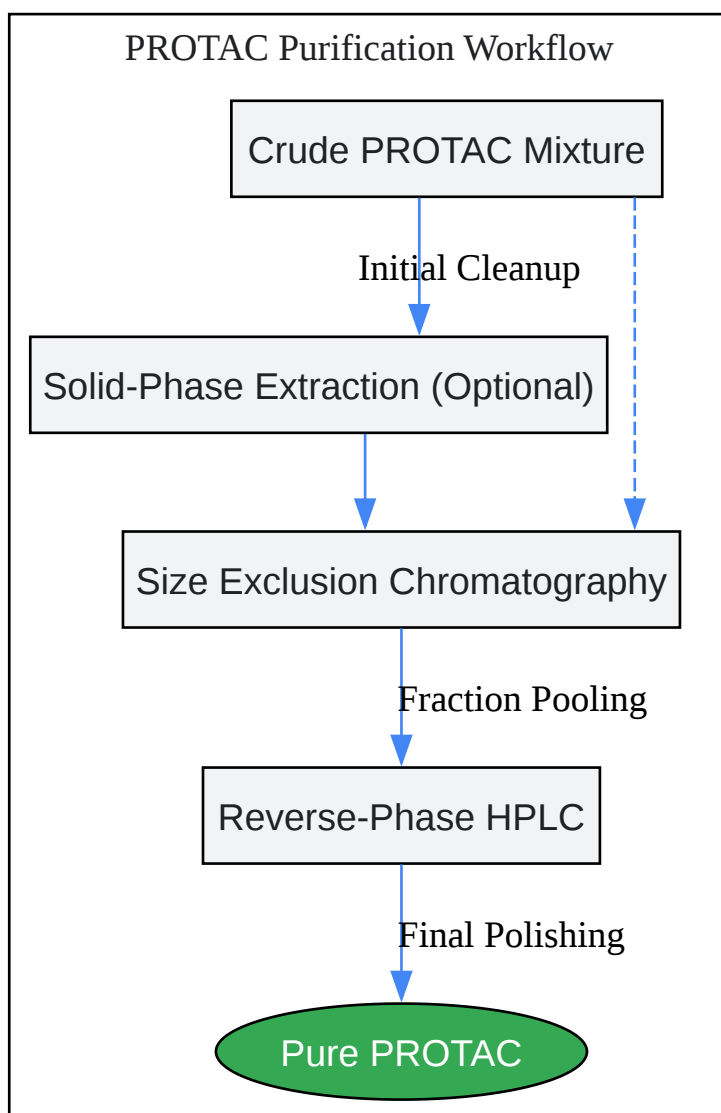 PROTAC Purification Workflow
Crude PROTAC Mixture
Initial Cleanup
Solid-Phase Extraction (Optional)
Size Exclusion Chromatography
Fraction Pooling
Reverse-Phase HPLC
Final Polishing
Pure PROTAC